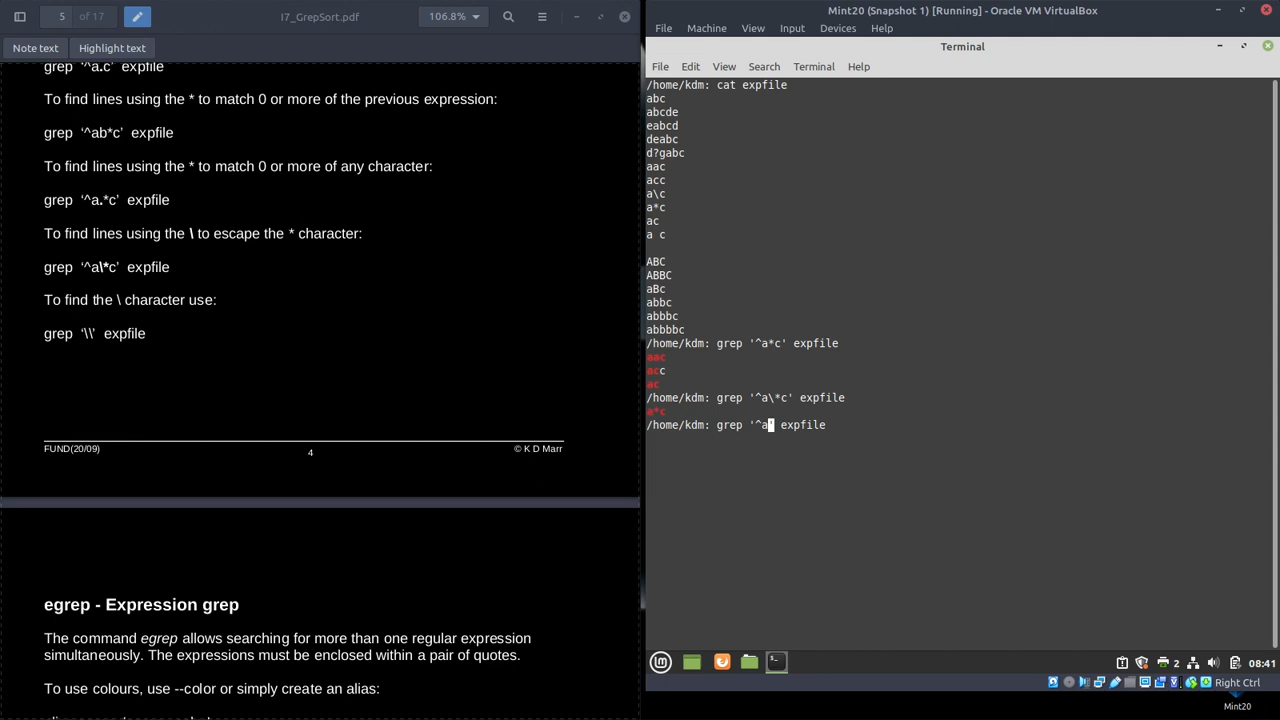 5 of 17
I7_GrepSort.pdf
106.8%
Note text
Highlight text
grep '^a.c' expfile
To find lines using the * to match 0 or more of the previous expression:
grep ‘^ab*c’ expfile
To find lines using the * to match 0 or more of any character:
grep ‘^a.*c’ expfile
To find lines using the \ to escape the * character:
grep ‘^a\*c’ expfile
To find the \ character use:
grep ‘\\’ expfile
FUND(20/09)
4
© K D Marr
egrep - Expression grep
The command egrep allows searching for more than one regular expression
simultaneously. The expressions must be enclosed within a pair of quotes.
To use colours, use --color or simply create an alias:
Mint20 (Snapshot 1) [Running] - Oracle VM VirtualBox
File Machine View Input Devices Help
Terminal
File Edit View Search Terminal Help
/home/kdm: cat expfile
abc
abcde
eabcd
deabc
d?gabc
aac
acc
a\c
a*c
ac
a c
ABC
ABBC
aBc
abbc
abbbc
abbbbc
/home/kdm: grep '^a*c' expfile
aac
acc
ac
/home/kdm: grep '^a\*c' expfile
a*c
/home/kdm: grep '^a' expfile
2
08:41
Right Ctrl
Mint20